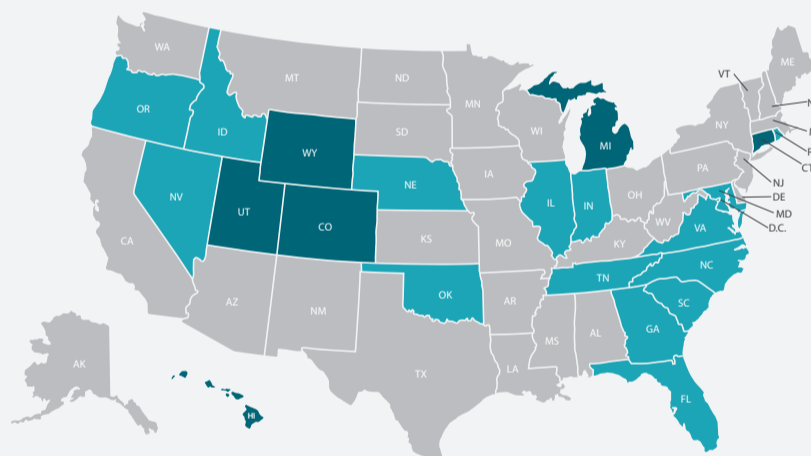 WA
OR
ID
MT
ND
MN
WI
MI
VT
ME
NY
SD
WY
NV
UT
CO
NE
IA
IL
IN
OH
PA
NJ
CT
DE
MD
D.C.
CA
AZ
NM
KS
MO
KY
WV
VA
NC
TN
SC
OK
AR
MS
AL
GA
LA
TX
FL
AK
HI